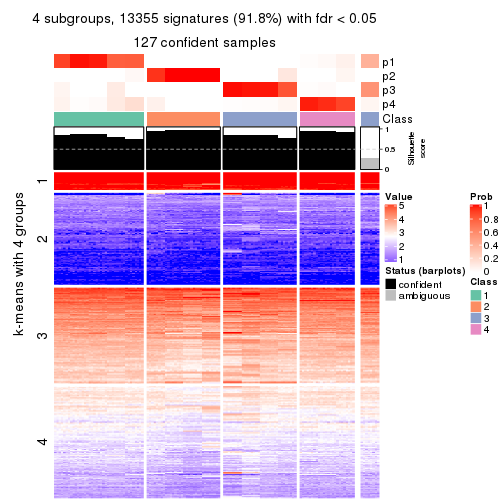 4 subgroups, 13355 signatures (91.8%) with fdr < 0.05
127 confident samples
p1
p2
p3
p4
Class
1
0.5
0
Silhouette
score
k-means with 4 groups
1
2
3
4
Value
5
4
3
2
1
Status (barplots)
confident
ambiguous
Prob
1
0.8
0.6
0.4
0.2
0
Class
1
2
3
4